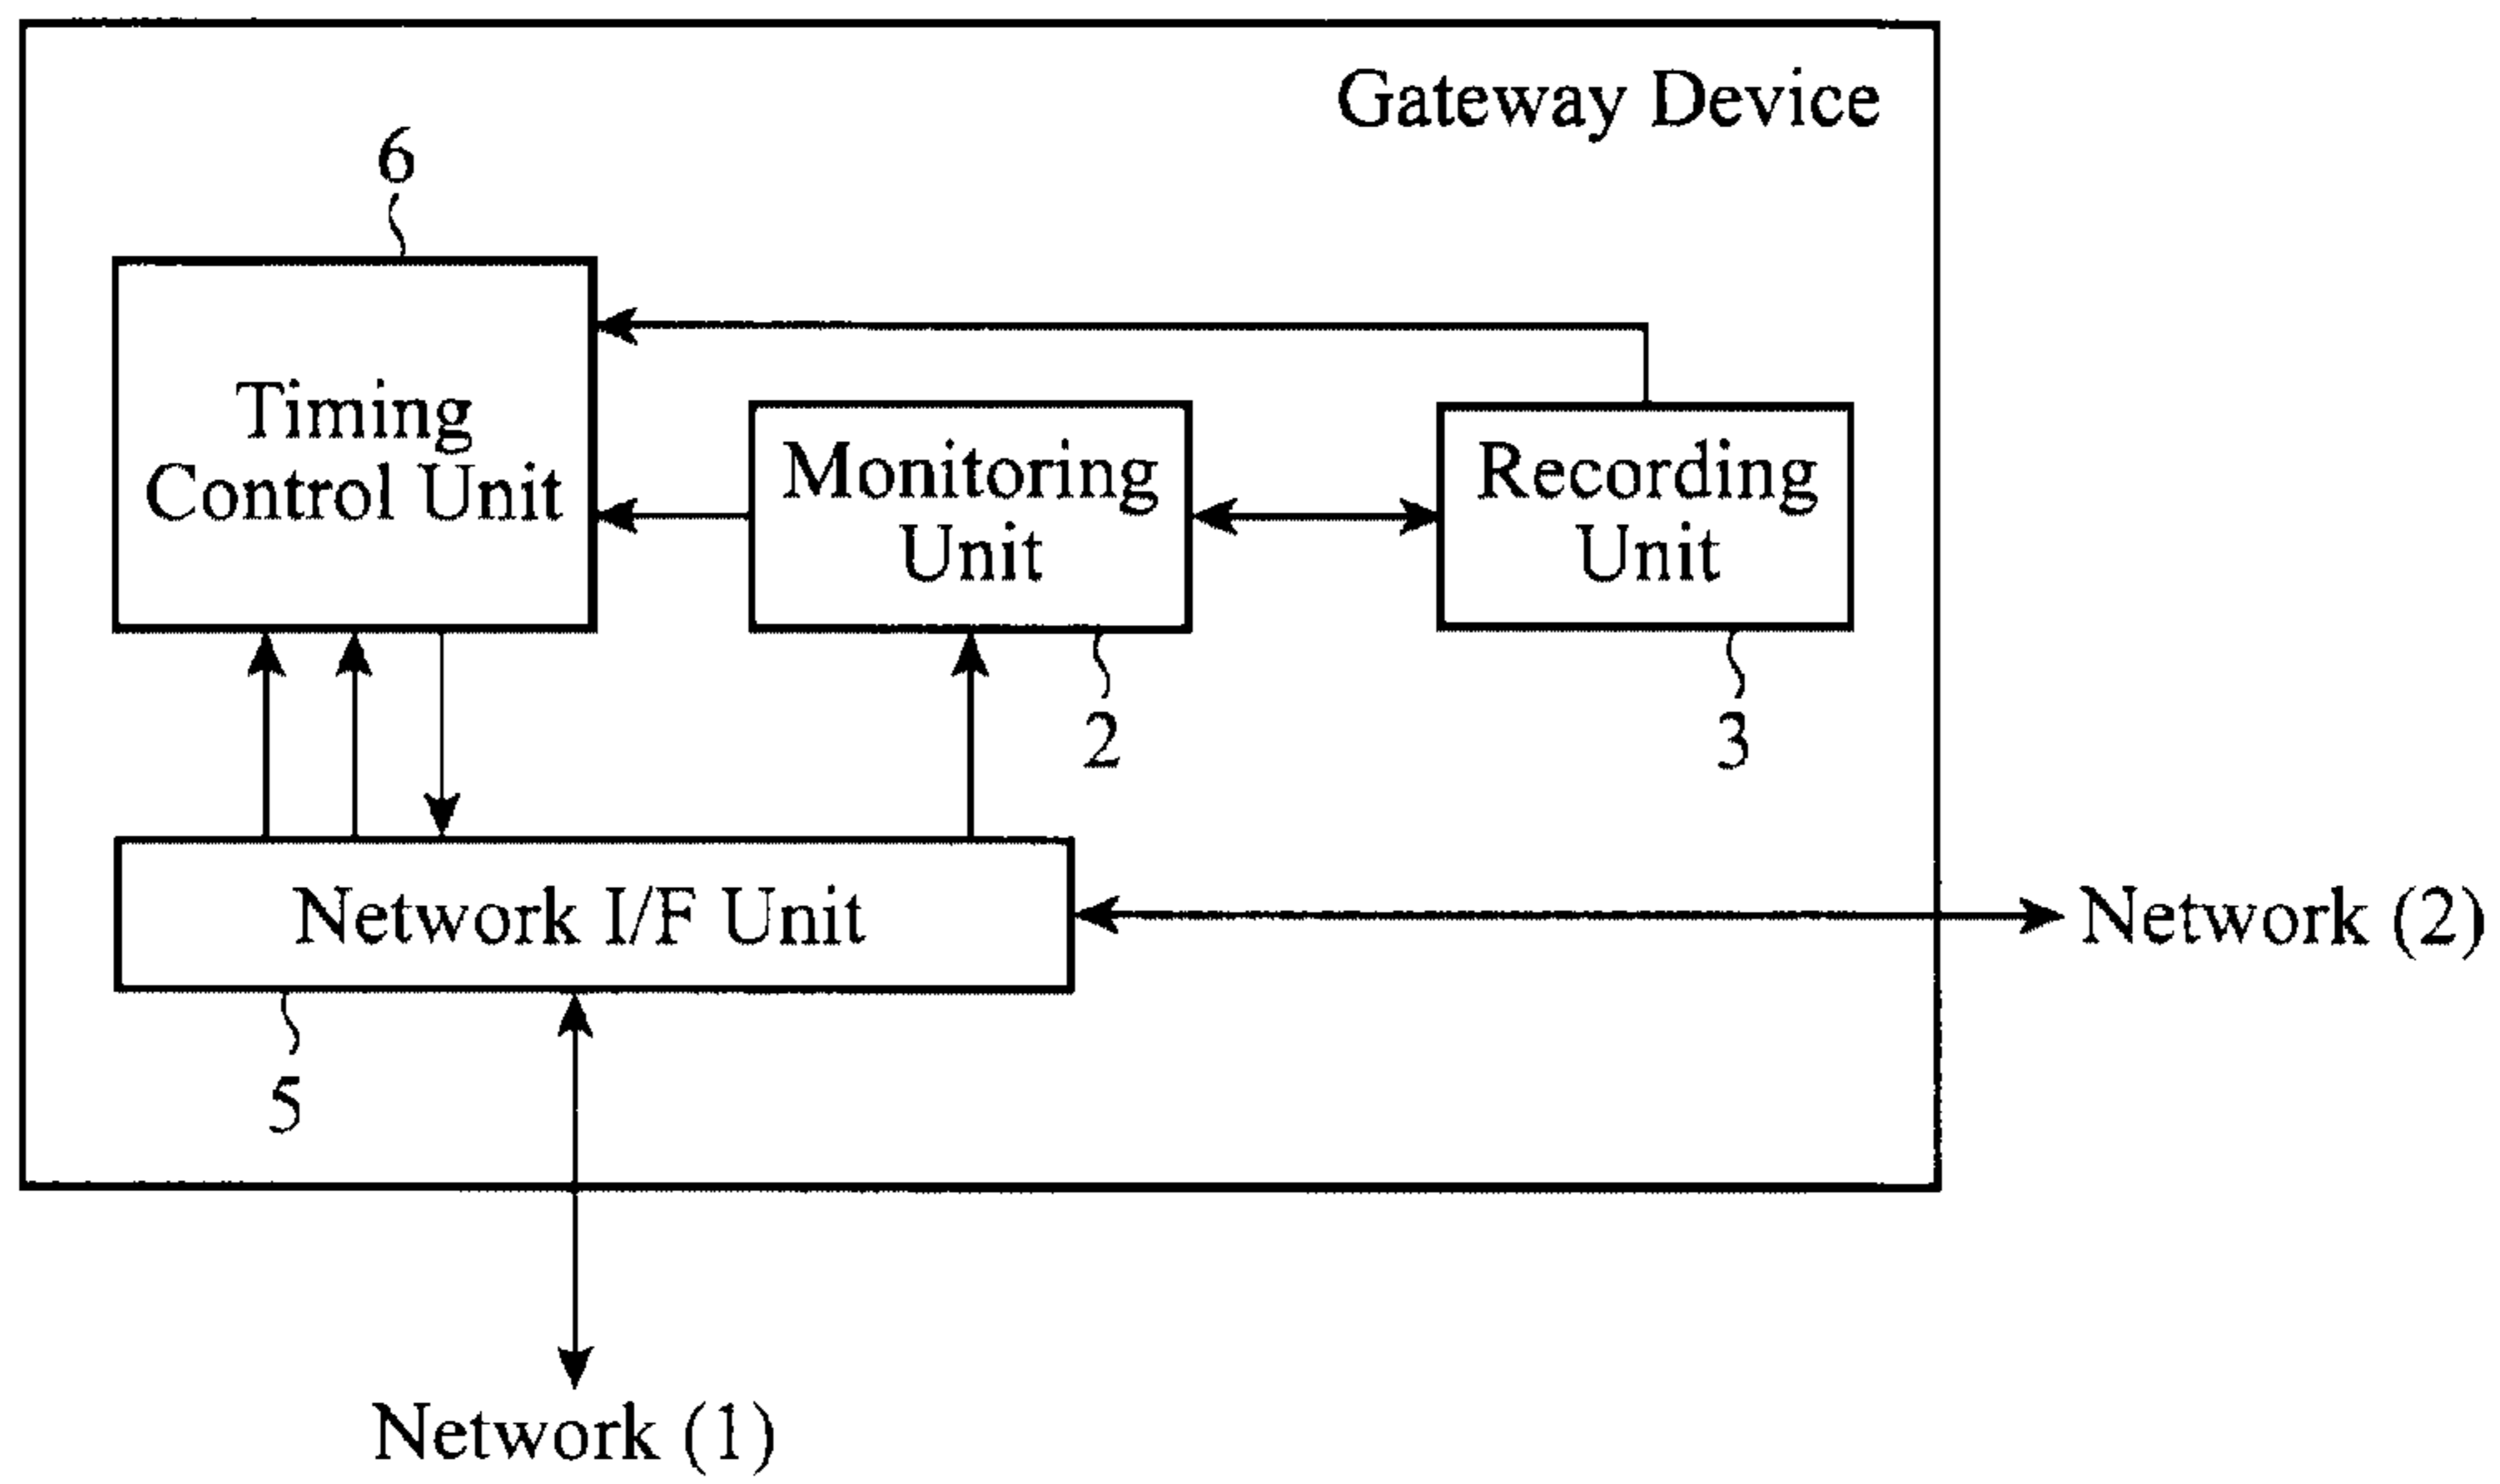 Gateway Device
6
Timing
Control Unit
Monitoring
Unit
Recording
Unit
2
3
Network I/F Unit
Network (2)
5
Network (1)